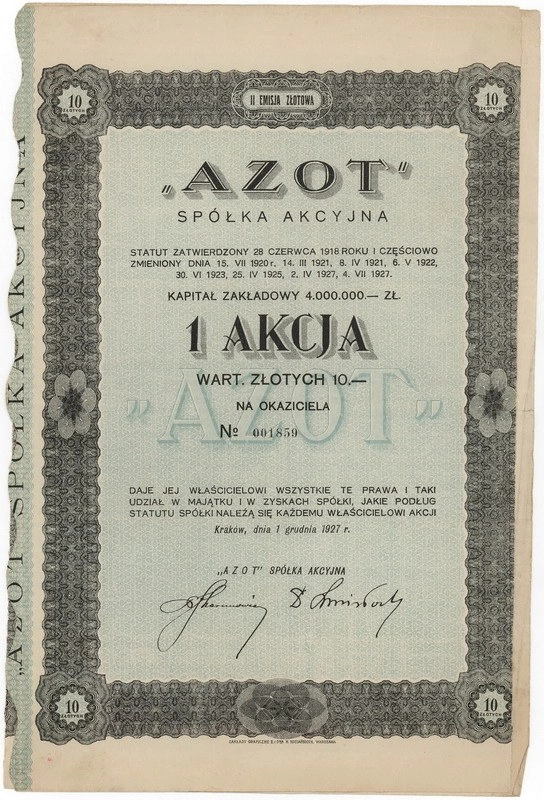 II EMISJA ZŁOTOWA
10
ZŁOTYCH
10
ZŁOTYCH
„AZOT"
SPÓŁKA AKCYJNA
STATUT ZATWIERDZONY 28 CZERWCA 1918 ROKU I CZĘŚCIOWO
ZMIENIONY DNIA 15. VII 1920 r. 14. III 1921, 8. IV 1921, 6. V 1922,
30. VI 1923, 25. IV 1925, 2. IV 1927, 4. VII 1927.
KAPITAŁ ZAKŁADOWY 4.000.000.— ZŁ.
1 AKCJA
WART. ZŁOTYCH 10.—
NA OKAZICIELA
„AZOT"
№ 001859
DAJE JEJ WŁAŚCICIELOWI WSZYSTKIE TE PRAWA I TAKI
UDZIAŁ W MAJĄTKU I W ZYSKACH SPÓŁKI, JAKIE PODŁUG
STATUTU SPÓŁKI NALEŻĄ SIĘ KAŻDEMU WŁAŚCICIELOWI AKCJI
Kraków, dnia 1 grudnia 1927 r.
„AZOT" SPÓŁKA AKCYJNA
10
ZŁOTYCH
10
ZŁOTYCH
„AZOT" SPÓŁKA AKCYJNA